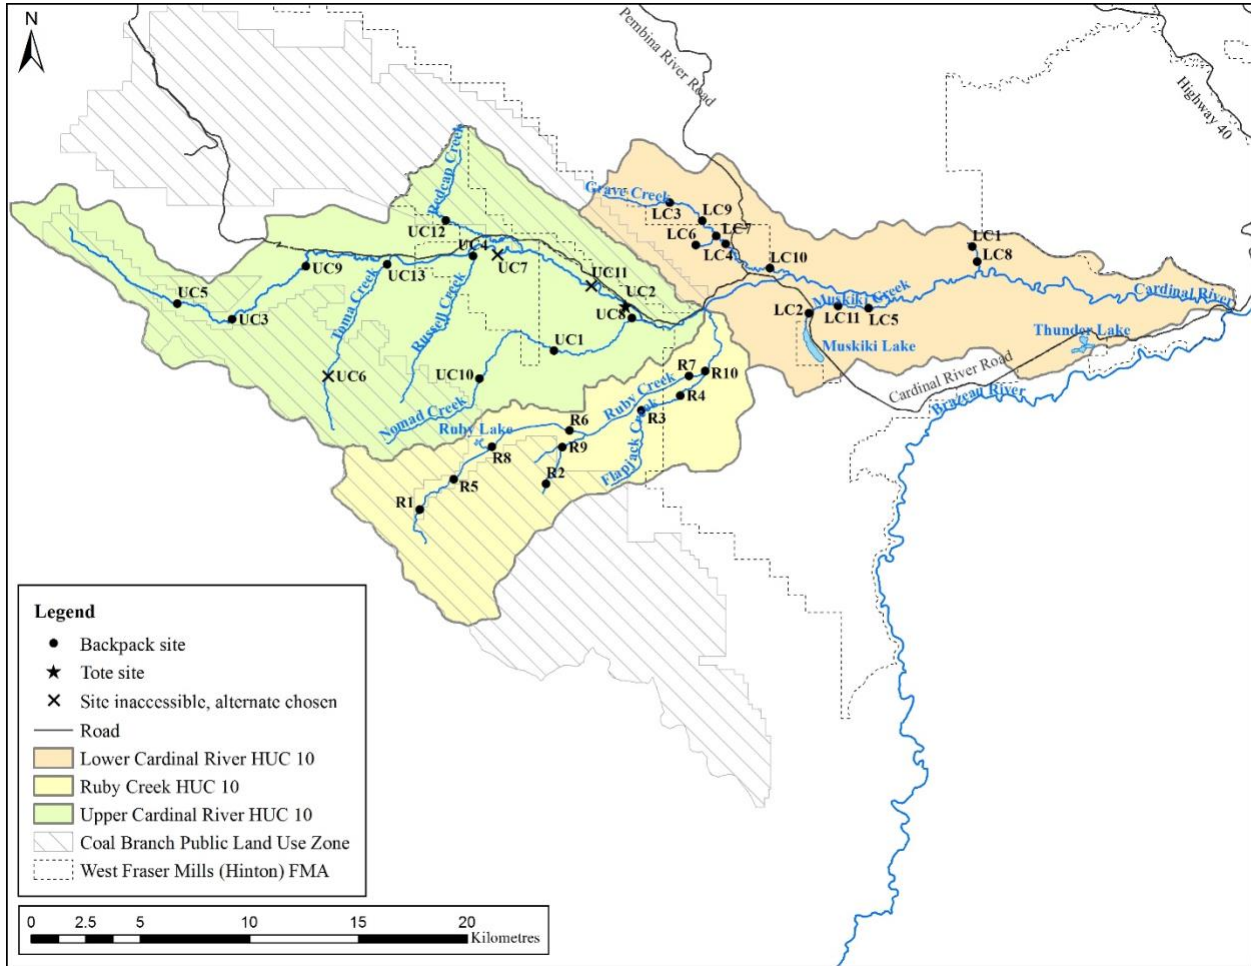 N
Pembina River Road
Highway 40
Redcap Creek
Grave Creek
LC3
LC9
LC7
LC6
LC4
LC10
LC1
LC8
UC12
UC4
UC7
UC9
UC13
UC11
UC2
UC8
UC5
UC3
Toma Creek
Russell Creek
Muskiki Creek
Cardinal River
LC2
LC11
LC5
Thunder Lake
Muskiki Lake
UC1
UC6
UC10
Cardinal River Road
R7
R10
Brazeau River
Nomad Creek
Ruby Creek
R4
R3
Ruby Lake
R6
R8
R9
Flapjack Creek
R5
R2
R1
Legend
Backpack site
Tote site
Site inaccessible, alternate chosen
Road
Lower Cardinal River HUC 10
Ruby Creek HUC 10
Upper Cardinal River HUC 10
Coal Branch Public Land Use Zone
West Fraser Mills (Hinton) FMA
0 2.5 5 10 15 20
Kilometres